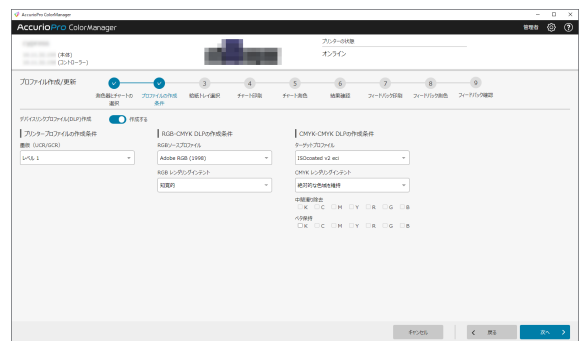 AccurioPro ColorManager
AccurioPro ColorManager
管理者
(本体)
(コントローラー)
プリンターの状態
オンライン
プロファイル作成/更新
3 4 5 6 7 8 9
測色器とチャートの選択
プロファイルの作成条件
給紙トレイ選択
チャート印刷
チャート測色
結果確認
フィードバック印刷
フィードバック測色
フィードバック確認
デバイスリンクプロファイル(DLP)作成 作成する
プリンタープロファイルの作成条件
墨版 (UCR/GCR)
レベル 1
RGB-CMYK DLPの作成条件
RGBソースプロファイル
Adobe RGB (1998)
RGB レンダリングインテント
知覚的
CMYK-CMYK DLPの作成条件
ターゲットプロファイル
ISOcoated v2 eci
CMYK レンダリングインテント
絶対的な色域を維持
K C M Y R G B
ベタ保持
K C M Y R G B
キャンセル
戻る
次へ